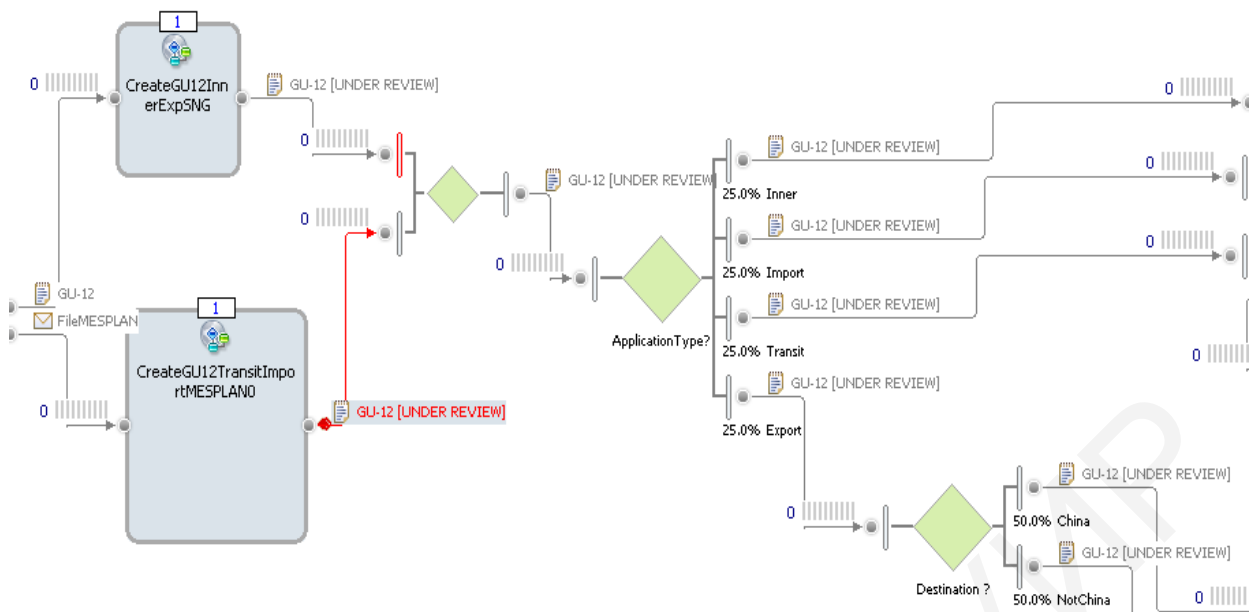 1
CreateGU12Inn
erExpSNG
0
GU-12 [UNDER REVIEW]
0
0
GU-12 [UNDER REVIEW]
0
GU-12
FileMESPLAN
1
CreateGU12TransitImpo
rtMESPLAN0
0
GU-12 [UNDER REVIEW]
ApplicationType?
GU-12 [UNDER REVIEW]
25.0% Inner
0
GU-12 [UNDER REVIEW]
25.0% Import
0
GU-12 [UNDER REVIEW]
25.0% Transit
0
GU-12 [UNDER REVIEW]
25.0% Export
0
0
Destination ?
GU-12 [UNDER REVIEW]
50.0% China
GU-12 [UNDER REVIEW]
50.0% NotChina
0